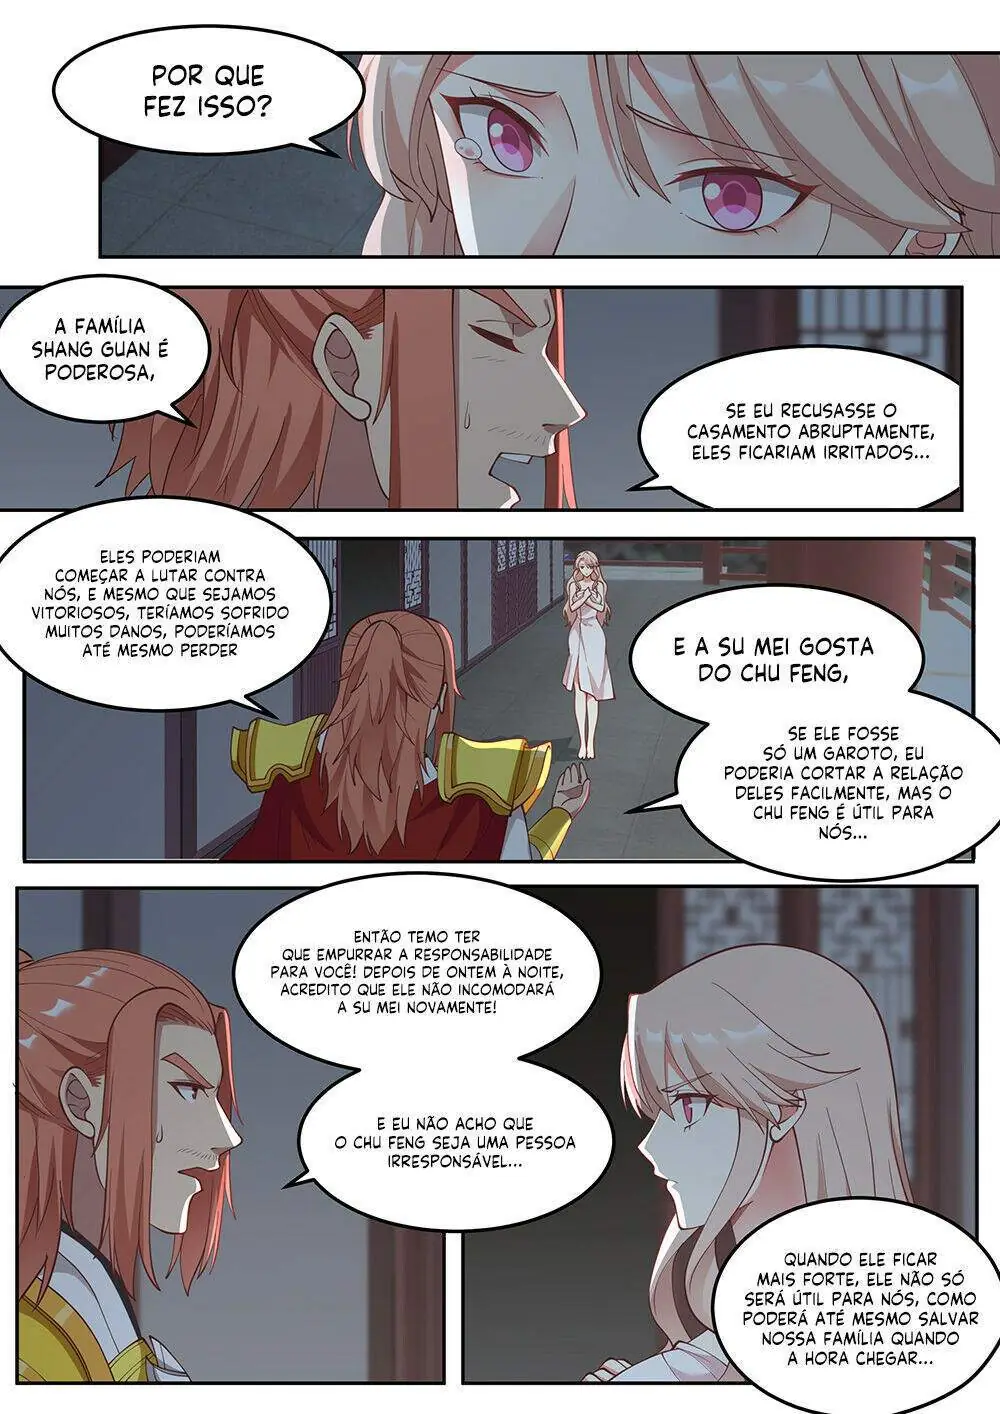 POR QUE
FEZ ISSO?
A FAMÍLIA
SHANG GUAN É
PODEROSA,
SE EU RECUSASSE O
CASAMENTO ABRUPTAMENTE,
ELES FICARIAM IRRITADOS...
ELES PODERIAM
COMEÇAR A LUTAR CONTRA
NÓS, E MESMO QUE SEJAMOS
VITORIOSOS, TERÍAMOS SOFRIDO
MUITOS DANOS, PODERÍAMOS
ATÉ MESMO PERDER
E A SU MEI GOSTA
DO CHU FENG,
SE ELE FOSSE
SÓ UM GAROTO, EU
PODERIA CORTAR A RELAÇÃO
DELES FACILMENTE, MAS O
CHU FENG É ÚTIL PARA
NÓS...
ENTÃO TEMO TER
QUE EMPURRAR A RESPONSABILIDADE
PARA VOCÊ! DEPOIS DE ONTEM À NOITE,
ACREDITO QUE ELE NÃO INCOMODARÁ
A SU MEI NOVAMENTE!
E EU NÃO ACHO QUE
O CHU FENG SEJA UMA PESSOA
IRRESPONSÁVEL...
QUANDO ELE FICAR
MAIS FORTE, ELE NÃO SÓ
SERÁ ÚTIL PARA NÓS, COMO
PODERÁ ATÉ MESMO SALVAR
NOSSA FAMÍLIA QUANDO
A HORA CHEGAR...